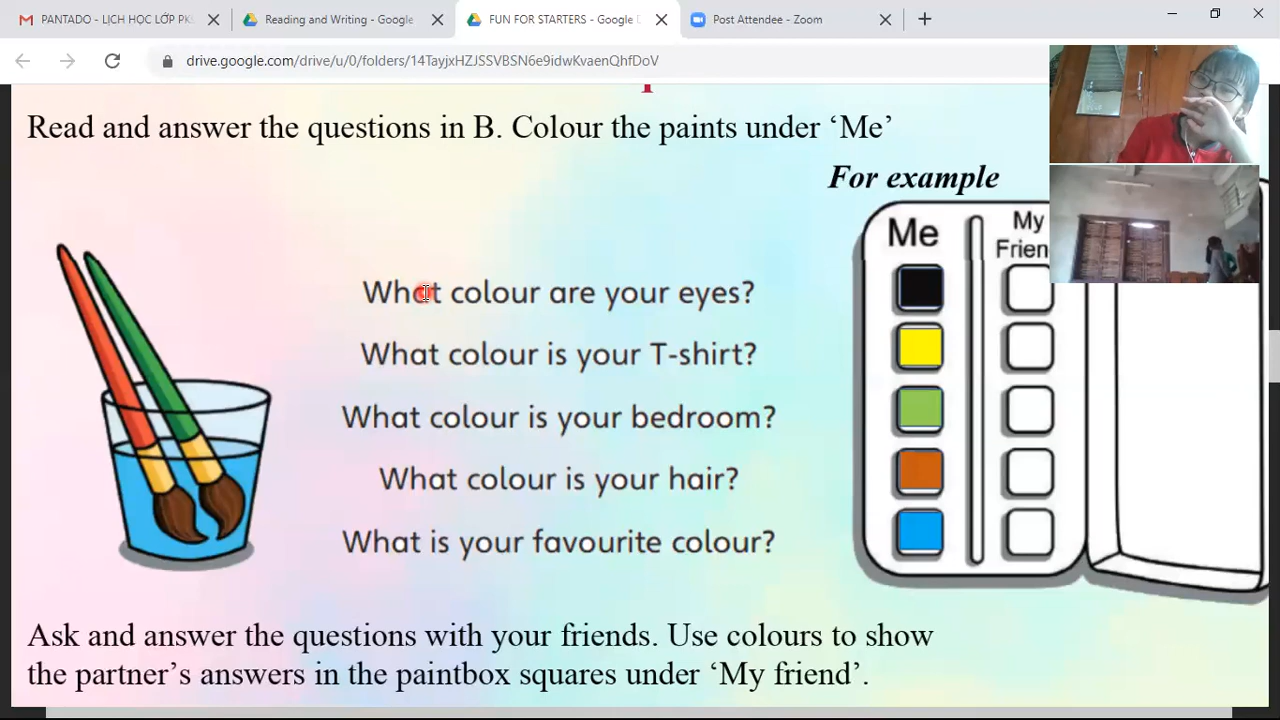 PANTADO - LỊCH HỌC LỚP PK
Reading and Writing - Google
FUN FOR STARTERS - Google
Post Attendee - Zoom
drive.google.com/drive/u/0/folders/14TayjxHZJSSVBSN6e9idwKvaenQhfDoV
Read and answer the questions in B. Colour the paints under ‘Me’
For example
Me
My
Frien
What colour are your eyes?
What colour is your T-shirt?
What colour is your bedroom?
What colour is your hair?
What is your favourite colour?
Ask and answer the questions with your friends. Use colours to show
the partner’s answers in the paintbox squares under ‘My friend’.